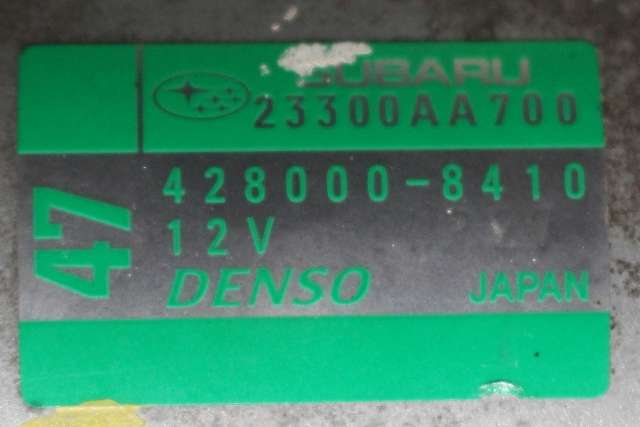 SUBARU
23300AA700
47
428000-8410
12V
DENSO
JAPAN